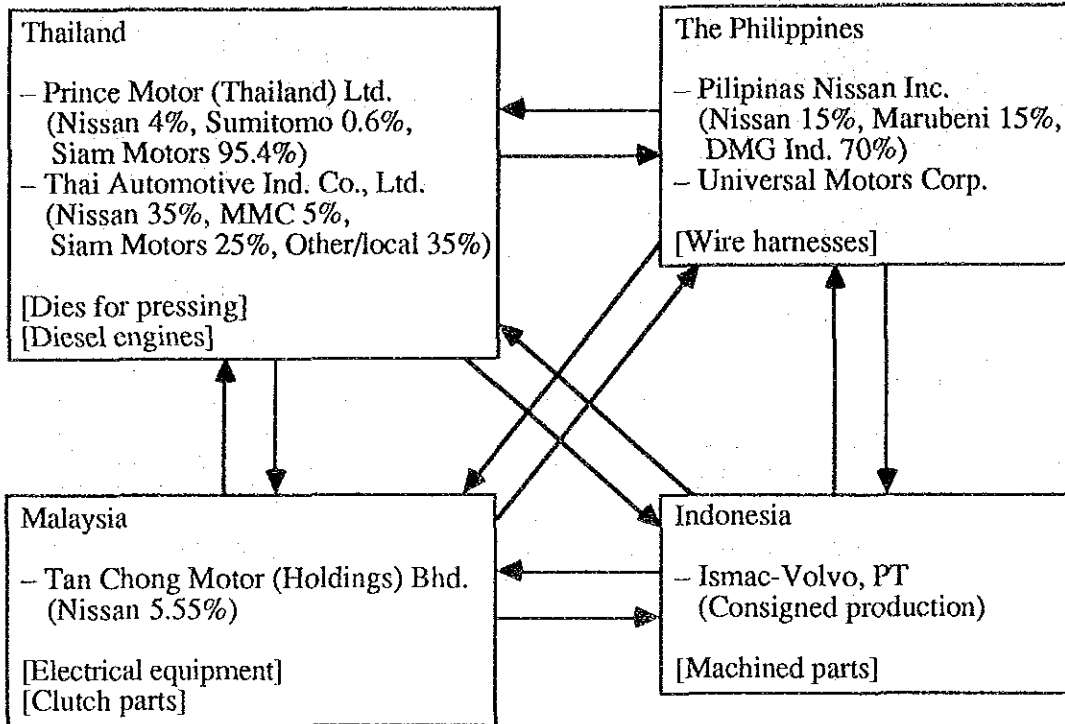 Thailand
– Prince Motor (Thailand) Ltd.
(Nissan 4%, Sumitomo 0.6%,
Siam Motors 95.4%)
– Thai Automotive Ind. Co., Ltd.
(Nissan 35%, MMC 5%,
Siam Motors 25%, Other/local 35%)
[Dies for pressing]
[Diesel engines]
The Philippines
– Pilipinas Nissan Inc.
(Nissan 15%, Marubeni 15%,
DMG Ind. 70%)
– Universal Motors Corp.
[Wire harnesses]
Malaysia
– Tan Chong Motor (Holdings) Bhd.
(Nissan 5.55%)
[Electrical equipment]
[Clutch parts]
Indonesia
– Ismac-Volvo, PT
(Consigned production)
[Machined parts]